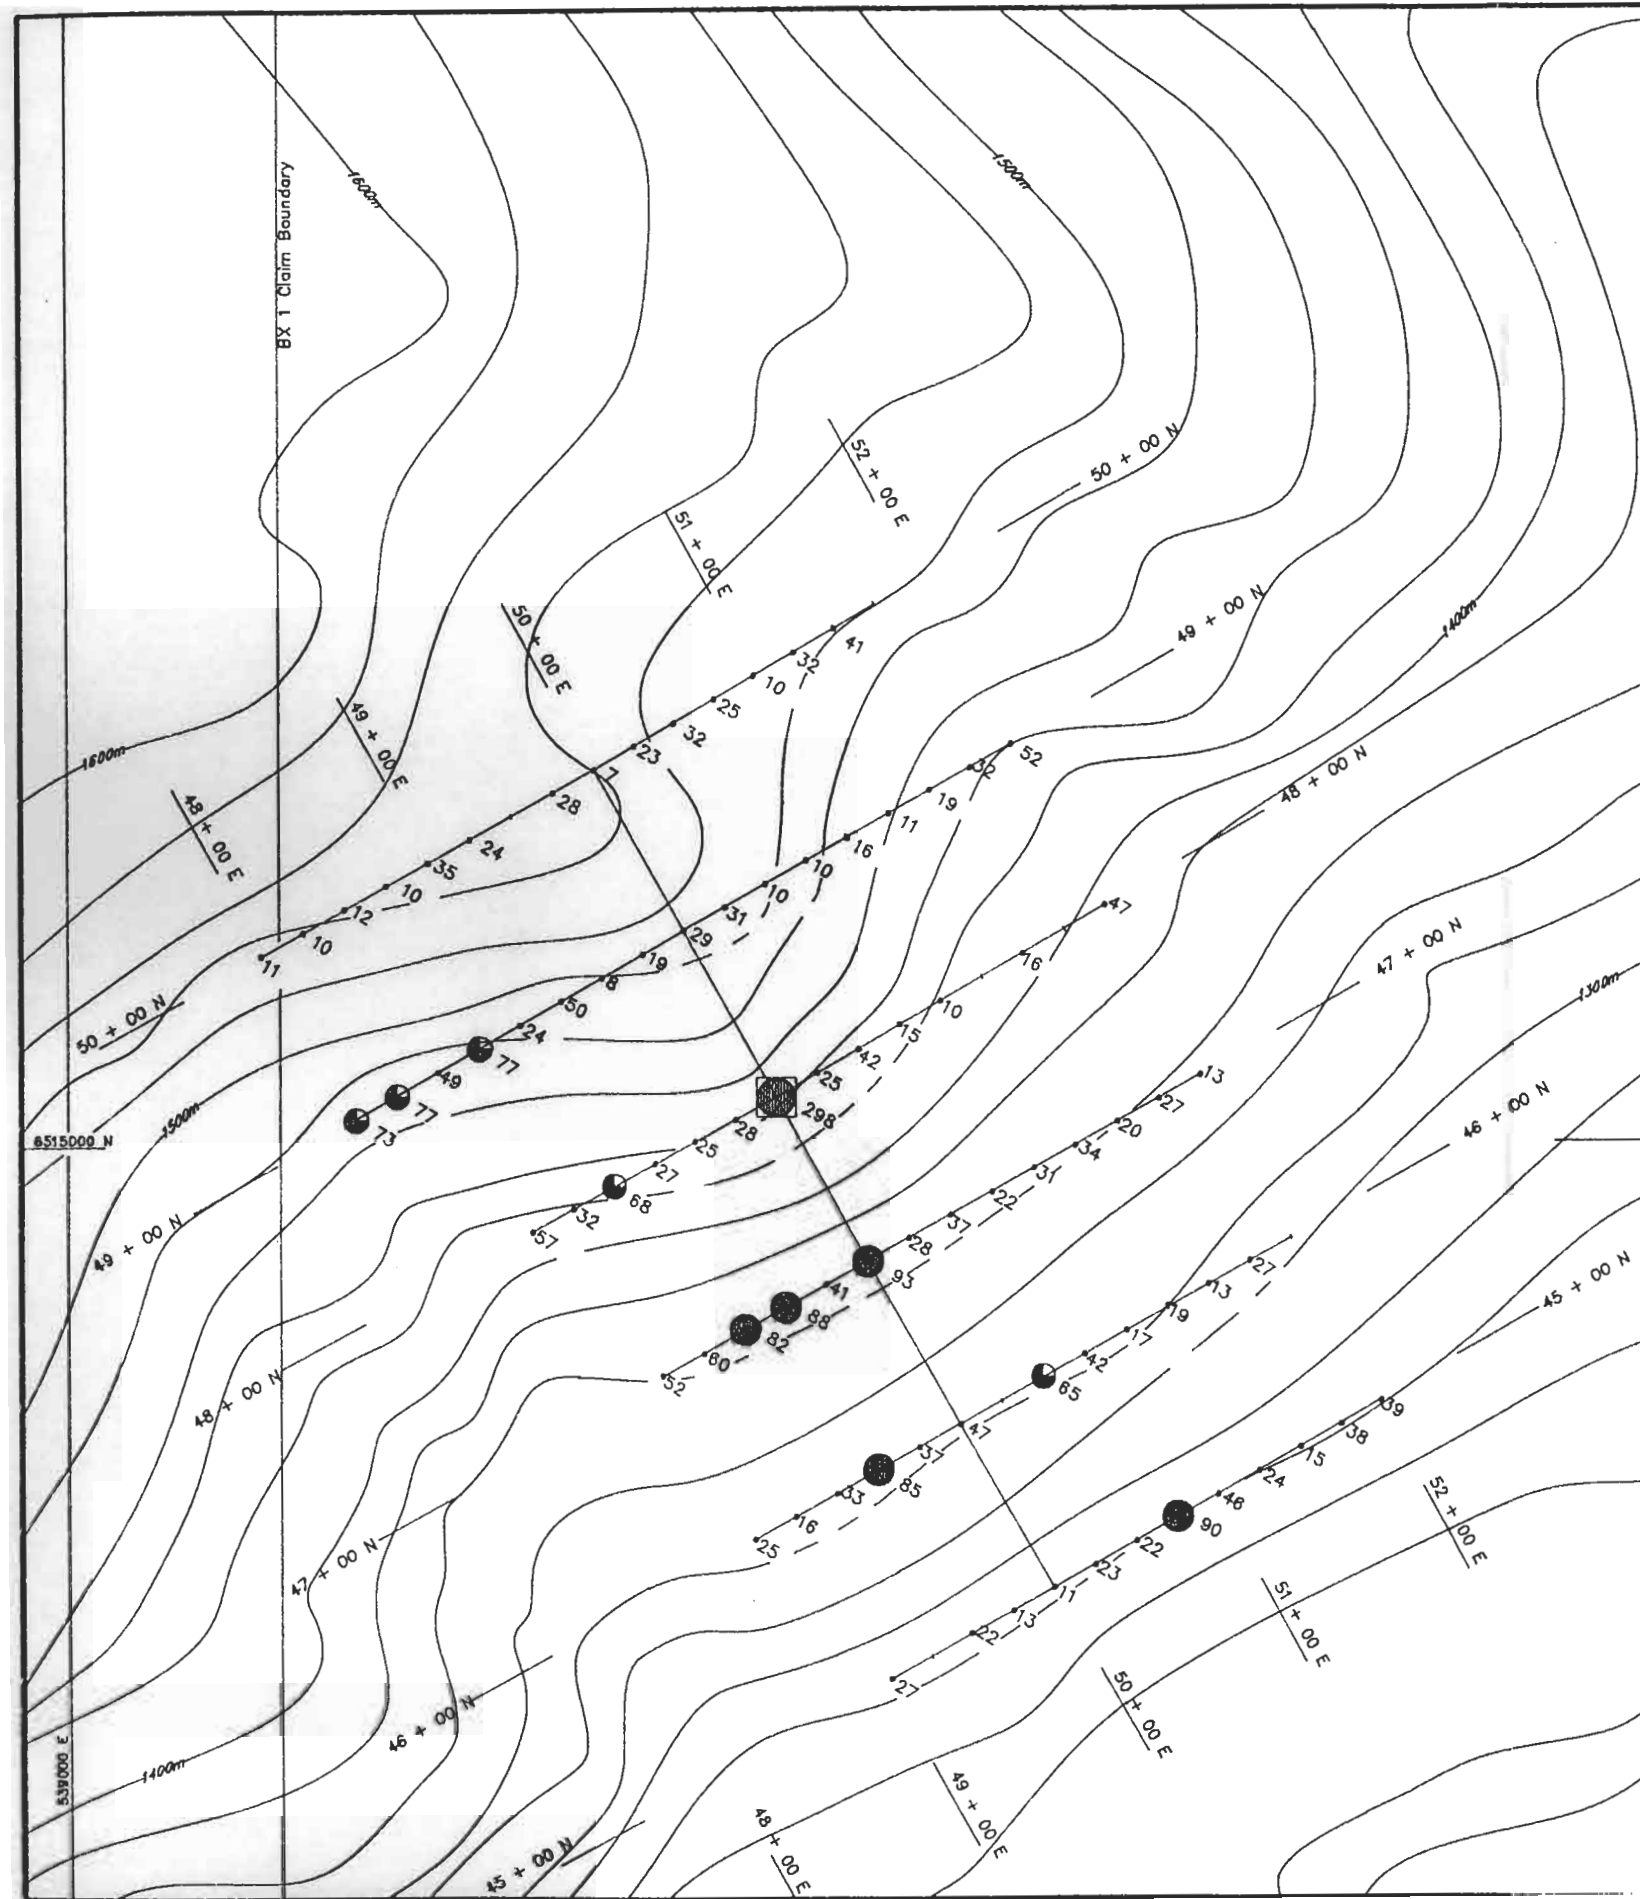 1600m
BX 1 Claim Boundary
1500m
52 + 00 E
50 + 00 N
51 + 00 E
50 + 00 E
49 + 00 N
1400m
49 + 00 E
1600m
48 + 00 E
41
32
10
25
32
23
7
28
24
35
10
12
10
11
52
32
19
11
16
10
10
31
29
19
8
50
24
77
49
77
73
48 + 00 N
47 + 00 N
1300m
50 + 00 N
1500m
6515000 N
47
16
10
15
42
25
298
28
25
27
68
32
57
46 + 00 N
49 + 00 N
13
27
20
34
31
22
37
28
93
41
88
82
60
52
45 + 00 N
48 + 00 N
27
13
19
17
42
65
47
37
85
33
16
25
39
38
15
24
46
90
22
23
11
13
22
27
47 + 00 N
52 + 00 E
51 + 00 E
50 + 00 E
46 + 00 N
1400m
539000 E
49 + 00 E
48 + 00 E
45 + 00 N